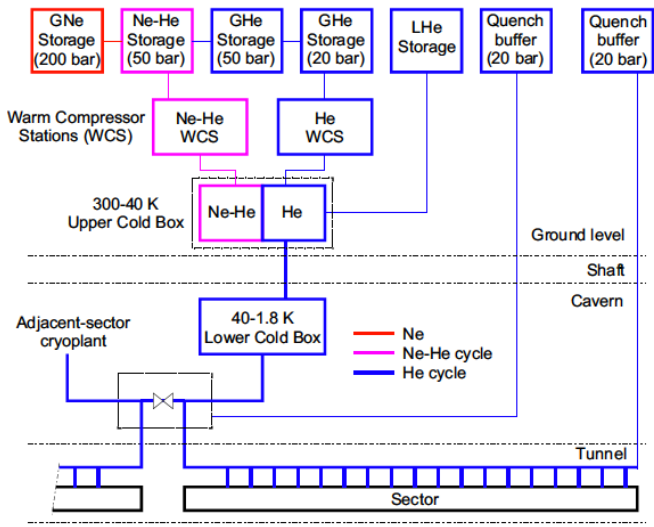 GNe
Storage
(200 bar)
Ne-He
Storage
(50 bar)
GHe
Storage
(50 bar)
GHe
Storage
(20 bar)
LHe
Storage
Quench
buffer
(20 bar)
Quench
buffer
(20 bar)
Warm Compressor
Stations (WCS)
Ne-He
WCS
He
WCS
300-40 K
Upper Cold Box
Ne-He
He
Ground level
Shaft
Cavern
Adjacent-sector
cryoplant
40-1.8 K
Lower Cold Box
Ne
Ne-He cycle
He cycle
Tunnel
Sector